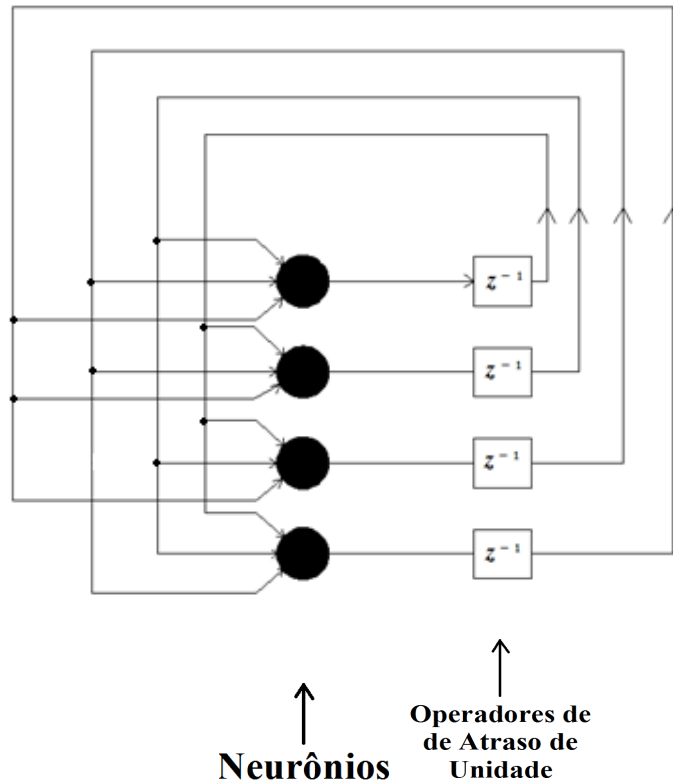 z⁻¹
z⁻¹
z⁻¹
z⁻¹
Operadores de
de Atraso de
Unidade
Neurônios